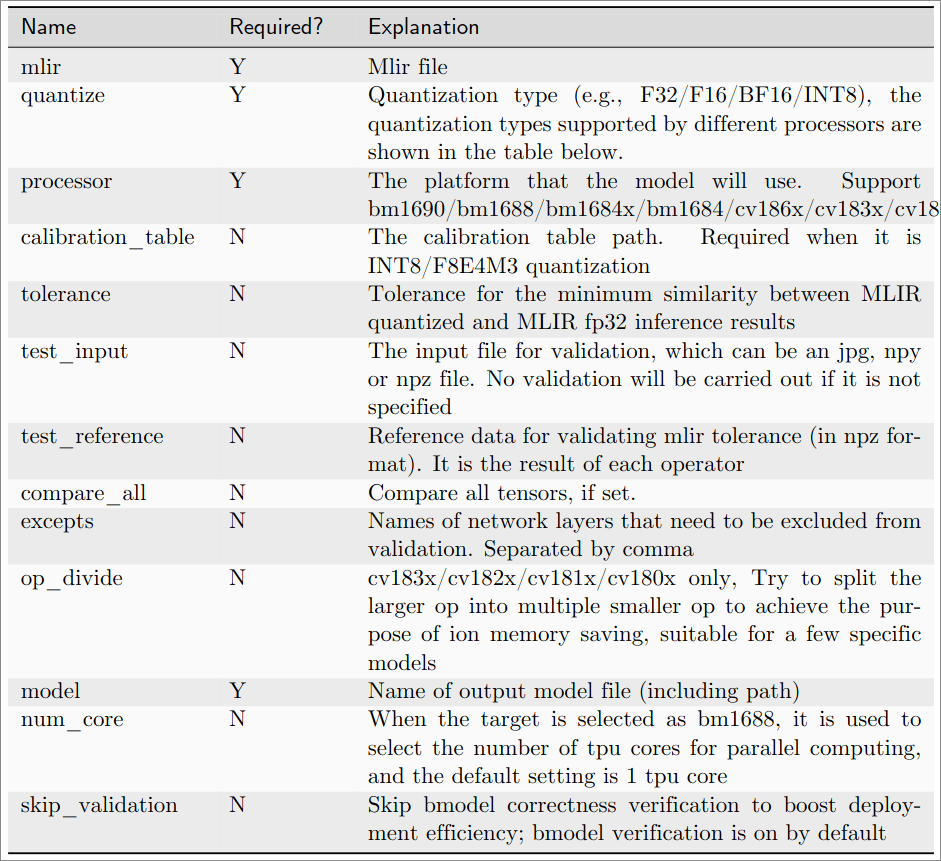 Name Required? Explanation
mlir Y Mlir file
quantize Y Quantization type (e.g., F32/F16/BF16/INT8), the
quantization types supported by different processors are
shown in the table below.
processor Y The platform that the model will use. Support
bm1690/bm1688/bm1684x/bm1684/cv186x/cv183x/cv18
calibration_table N The calibration table path. Required when it is
INT8/F8E4M3 quantization
tolerance N Tolerance for the minimum similarity between MLIR
quantized and MLIR fp32 inference results
test_input N The input file for validation, which can be an jpg, npy
or npz file. No validation will be carried out if it is not
specified
test_reference N Reference data for validating mlir tolerance (in npz for-
mat). It is the result of each operator
compare_all N Compare all tensors, if set.
excepts N Names of network layers that need to be excluded from
validation. Separated by comma
op_divide N cv183x/cv182x/cv181x/cv180x only, Try to split the
larger op into multiple smaller op to achieve the pur-
pose of ion memory saving, suitable for a few specific
models
model Y Name of output model file (including path)
num_core N When the target is selected as bm1688, it is used to
select the number of tpu cores for parallel computing,
and the default setting is 1 tpu core
skip_validation N Skip bmodel correctness verification to boost deploy-
ment efficiency; bmodel verification is on by default